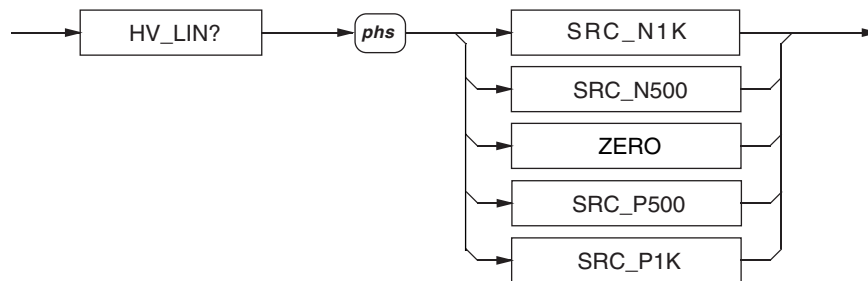 HV_LIN? phs SRC_N1K
SRC_N500
ZERO
SRC_P500
SRC_P1K